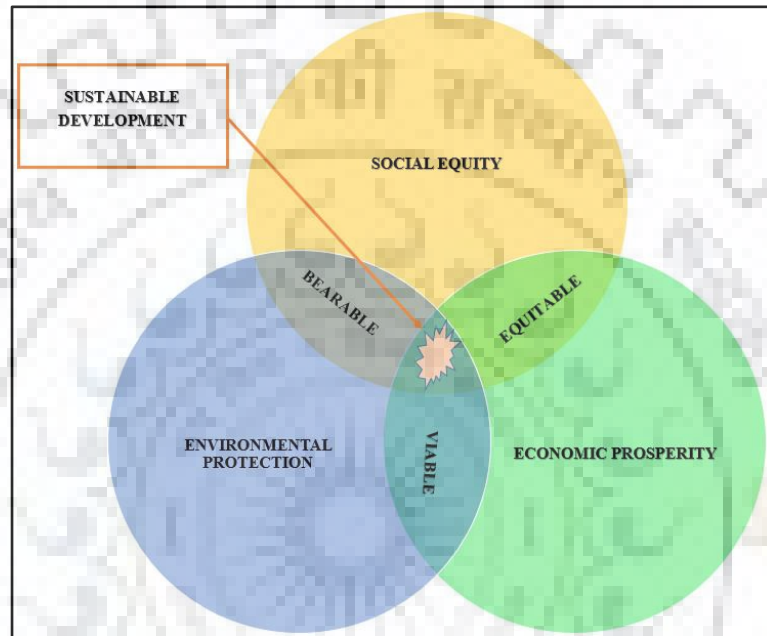 SUSTAINABLE
DEVELOPMENT
SOCIAL EQUITY
BEARABLE
EQUITABLE
ENVIRONMENTAL
PROTECTION
VIABLE
ECONOMIC PROSPERITY